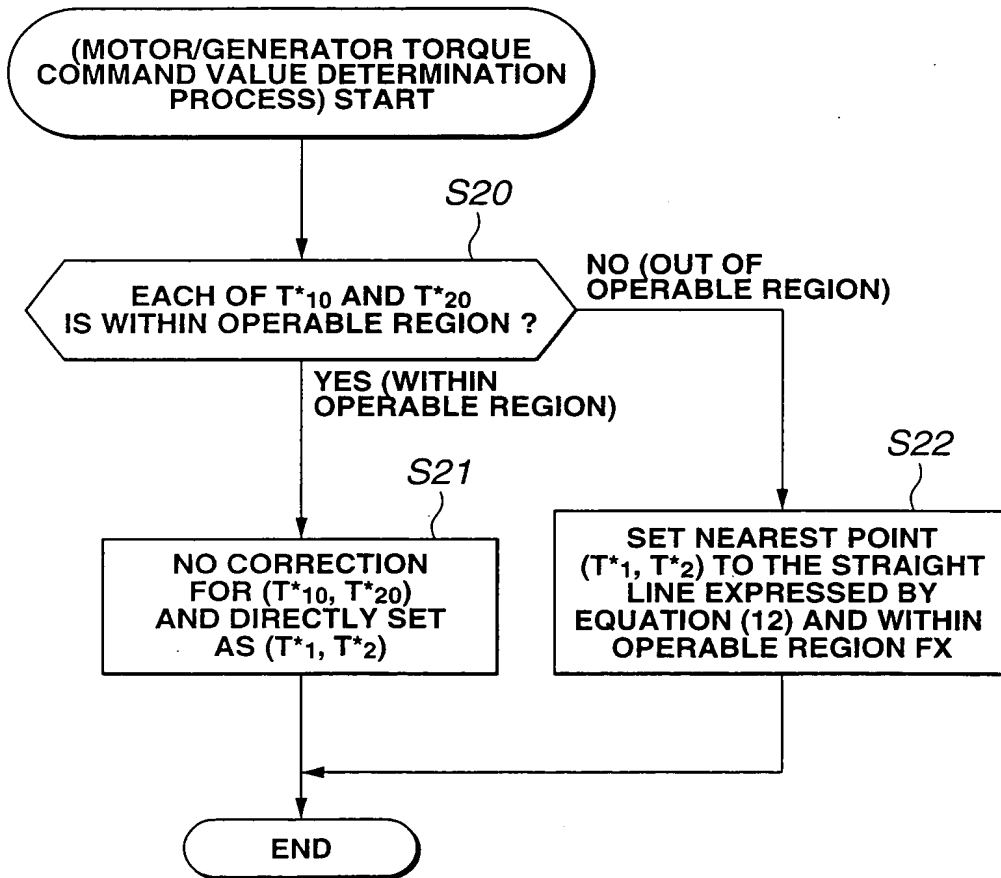 (MOTOR/GENERATOR TORQUE
COMMAND VALUE DETERMINATION
PROCESS) START
S20
EACH OF T*10 AND T*20
IS WITHIN OPERABLE REGION ?
NO (OUT OF
OPERABLE REGION)
YES (WITHIN
OPERABLE REGION)
S21
NO CORRECTION
FOR (T*10, T*20)
AND DIRECTLY SET
AS (T*1, T*2)
S22
SET NEAREST POINT
(T*1, T*2) TO THE STRAIGHT
LINE EXPRESSED BY
EQUATION (12) AND WITHIN
OPERABLE REGION FX
END